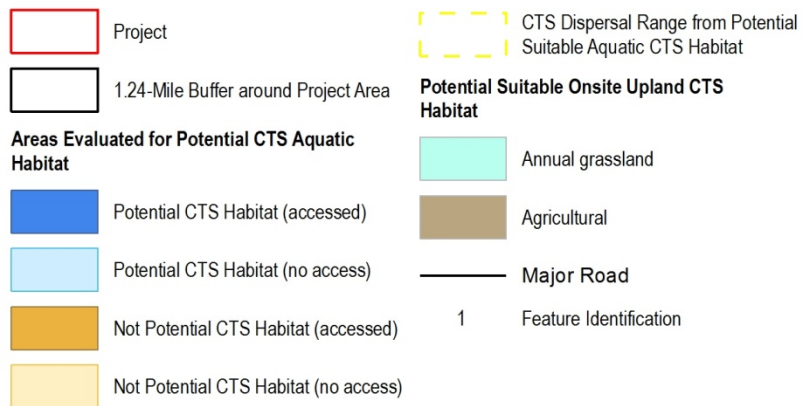 Project
1.24-Mile Buffer around Project Area
Areas Evaluated for Potential CTS Aquatic
Habitat
Potential CTS Habitat (accessed)
Potential CTS Habitat (no access)
Not Potential CTS Habitat (accessed)
Not Potential CTS Habitat (no access)
CTS Dispersal Range from Potential
Suitable Aquatic CTS Habitat
Potential Suitable Onsite Upland CTS
Habitat
Annual grassland
Agricultural
Major Road
1 Feature Identification